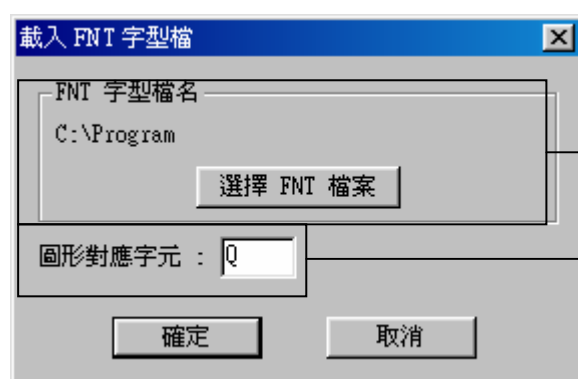 載入 FNT 字型檔
FNT 字型檔名
C:\Program
選擇 FNT 檔案
圖形對應字元 : Q
確定 取消